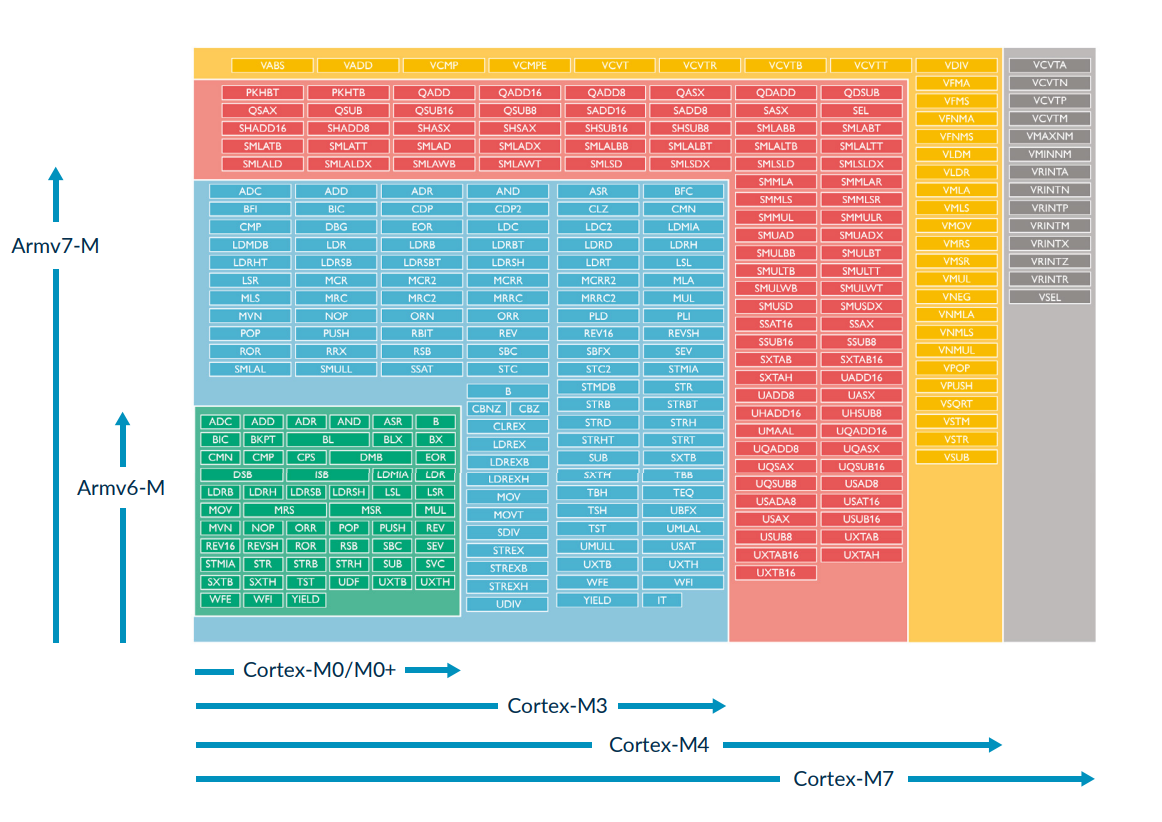 VABS VADD VCMP VCMPE VCVT VCVTR VCVTB VCVTT VDIV VCVTA
VFMA VCVTN
PKHBT PKHTB QADD QADD16 QADD8 QASX QDADD QDSUB VFMS VCVTP
QSAX QSUB QSUB16 QSUB8 SADD16 SADD8 SASX SEL VFNMA VCVTM
SHADD16 SHADD8 SHASX SHSAX SHSUB16 SHSUB8 SMLABB SMLABT VFNMS VMAXNM
SMLATB SMLATT SMLAD SMLADX SMLALBB SMLALBT SMLALTB SMLALTT VLDM VMINNM
SMLALD SMLALDX SMLAWB SMLAWT SMLSD SMLSDX SMLSLD SMLSLDX VLDR VRINTA
SMMLA SMMLAR VMLA VRINTN
ADC ADD ADR AND ASR BFC SMMLS SMMLSR VMLS VRINTP
BFI BIC CDP CDP2 CLZ CMN SMMUL SMMULR VMOV VRINTM
CMP DBG EOR LDC LDC2 LDMIA SMUAD SMUADX VMRS VRINTX
LDMDB LDR LDRB LDRBT LDRD LDRH SMULBB SMULBT VMSR VRINTZ
LDRHT LDRSB LDRSBT LDRSH LDRT LSL SMULTB SMULTT VMUL VRINTR
LSR MCR MCR2 MCRR MCRR2 MLA SMULWB SMULWT VNEG VSEL
MLS MRC MRC2 MRRC MRRC2 MUL SMUSD SMUSDX VNMLA
MVN NOP ORN ORR PLD PLI SSAT16 SSAX VNMLS
POP PUSH RBIT REV REV16 REVSH SSUB16 SSUB8 VNMUL
ROR RRX RSB SBC SBFX SEV SXTAB SXTAB16 VPOP
SMLAL SMULL SSAT STC STC2 STMIA SXTAH UADD16 VPUSH
B STMDB STR UADD8 UASX VSQRT
CBNZ CBZ STRB STRBT UHADD16 UHSUB8 VSTM
ADC ADD ADR AND ASR B CLREX STRD STRH UMAAL UQADD16 VSTR
BIC BKPT BL BLX BX LDREX STRHT STRT UQADD8 UQASX VSUB
CMN CMP CPS DMB EOR LDREXB SUB SXTB UQSAX UQSUB16
DSB ISB LDMIA LDR LDREXH SXTH TBB UQSUB8 USAD8
LDRB LDRH LDRSB LDRSH LSL LSR MOV TBH TEQ USADA8 USAT16
MOV MRS MSR MUL MOVT TSH UBFX USAX USUB16
MVN NOP ORR POP PUSH REV SDIV TST UMLAL USUB8 UXTAB
REV16 REVSH ROR RSB SBC SEV STREX UMULL USAT UXTAB16 UXTAH
STMIA STR STRB STRH SUB SVC STREXB UXTB UXTH UXTB16
SXTB SXTH TST UDF UXTB UXTH STREXH WFE WFI
WFE WFI YIELD UDIV YIELD IT
Armv7-M
Armv6-M
Cortex-M0/M0+
Cortex-M3
Cortex-M4
Cortex-M7